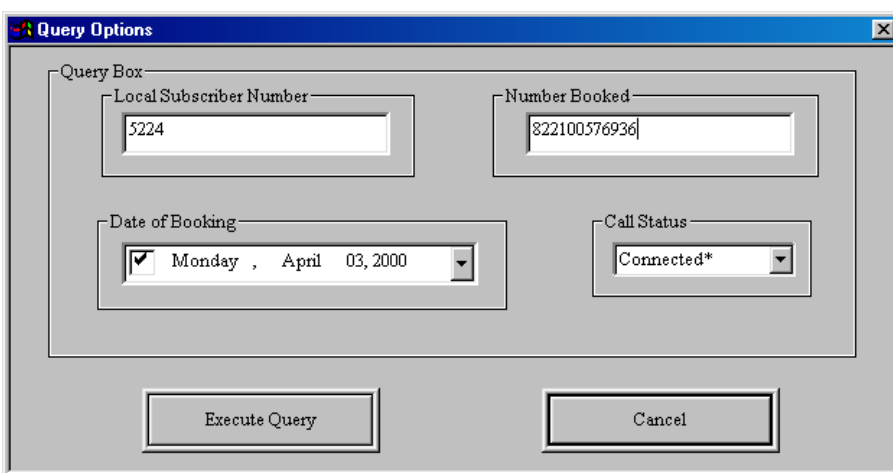 Query Options
Query Box
Local Subscriber Number
Number Booked
5224
822100576936
Date of Booking
Call Status
Monday , April 03, 2000
Connected*
Execute Query
Cancel